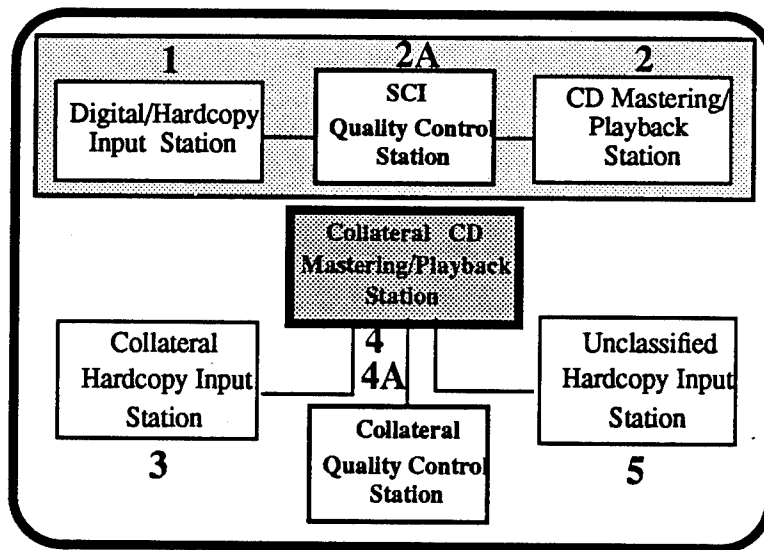 1
Digital/Hardcopy
Input Station
2A
SCI
Quality Control
Station
2
CD Mastering/
Playback
Station
Collateral CD
Mastering/Playback
Station
4
4A
Collateral
Hardcopy Input
Station
3
Collateral
Quality Control
Station
Unclassified
Hardcopy Input
Station
5